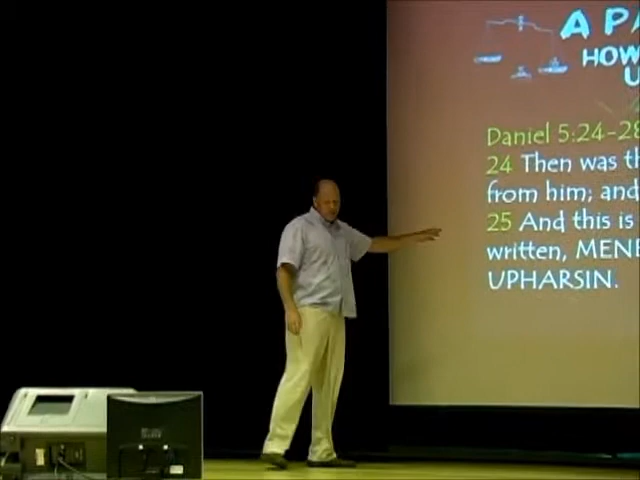 A P
HOW
U
Daniel 5:24-28
24 Then was th
from him; and
25 And this is
written, MENE
UPHARSIN.